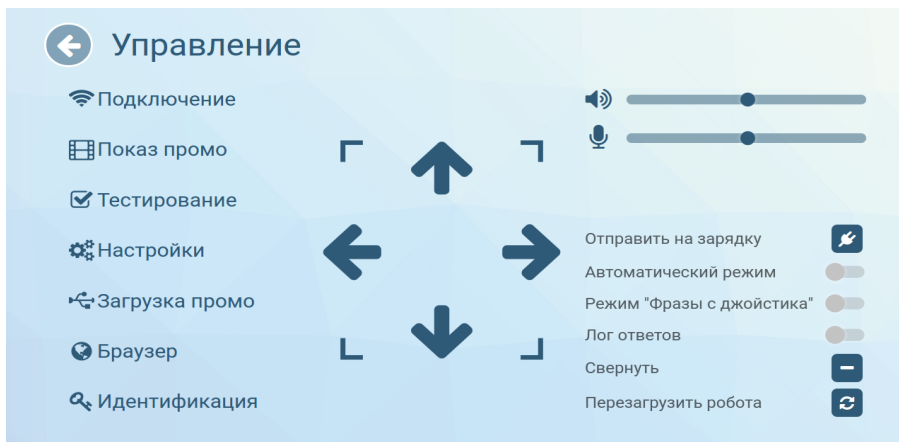 Управление
Подключение
Показ промо
Тестирование
Настройки
Загрузка промо
Браузер
Идентификация
Отправить на зарядку
Автоматический режим
Режим "Фразы с джойстика"
Лог ответов
Свернуть
Перезагрузить робота